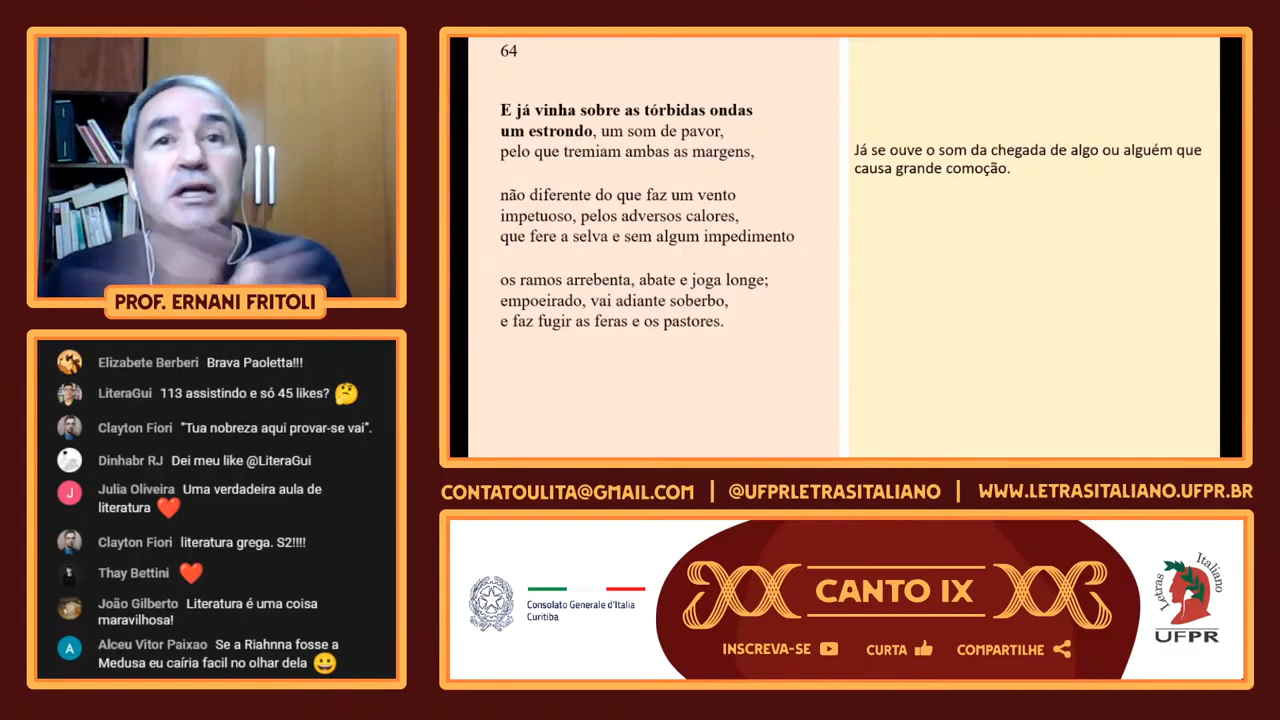 PROF. ERNANI FRITOLI
Elizabete Berberi Brava Paoletta!!!
LiteraGui 113 assistindo e só 45 likes? 🤔
Clayton Fiori "Tua nobreza aqui provar-se vai".
Dinhabr RJ Dei meu like @LiteraGui
J
Julia Oliveira Uma verdadeira aula de
literatura ❤️
Clayton Fiori literatura grega. S2!!!!
Thay Bettini ❤️
João Gilberto Literatura é uma coisa
maravilhosa!
A
Alceu Vitor Paixao Se a Riahnna fosse a
Medusa eu caíria facil no olhar dela 😀
64
E já vinha sobre as tórbidas ondas
um estrondo, um som de pavor,
pelo que tremiam ambas as margens,
não diferente do que faz um vento
impetuoso, pelos adversos calores,
que fere a selva e sem algum impedimento
os ramos arrebenta, abate e joga longe;
empoeirado, vai adiante soberbo,
e faz fugir as feras e os pastores.
Já se ouve o som da chegada de algo ou alguém que
causa grande comoção.
CONTATOULITA@GMAIL.COM | @UFPRLETRASITALIANO | WWW.LETRASITALIANO.UFPR.BR
Consolato Generale d'Italia
Curitiba
CANTO IX
INSCREVA-SE CURTA COMPARTILHE
Letras Italiano
UFPR